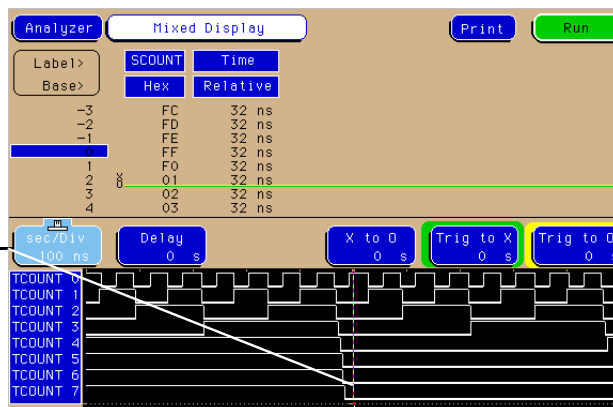 Analyzer Mixed Display Print Run
Label> SCOUNT Time
Base> Hex Relative
-3 FC 32 ns
-2 FD 32 ns
-1 FE 32 ns
0 FF 32 ns
1 F0 32 ns
2 01 32 ns
3 02 32 ns
4 03 32 ns
X
O
sec/Div Delay X to O Trig to X Trig to O
100 ns 0 s 0 s 0 s 0
TCOUNT 0
TCOUNT 1
TCOUNT 2
TCOUNT 3
TCOUNT 4
TCOUNT 5
TCOUNT 6
TCOUNT 7